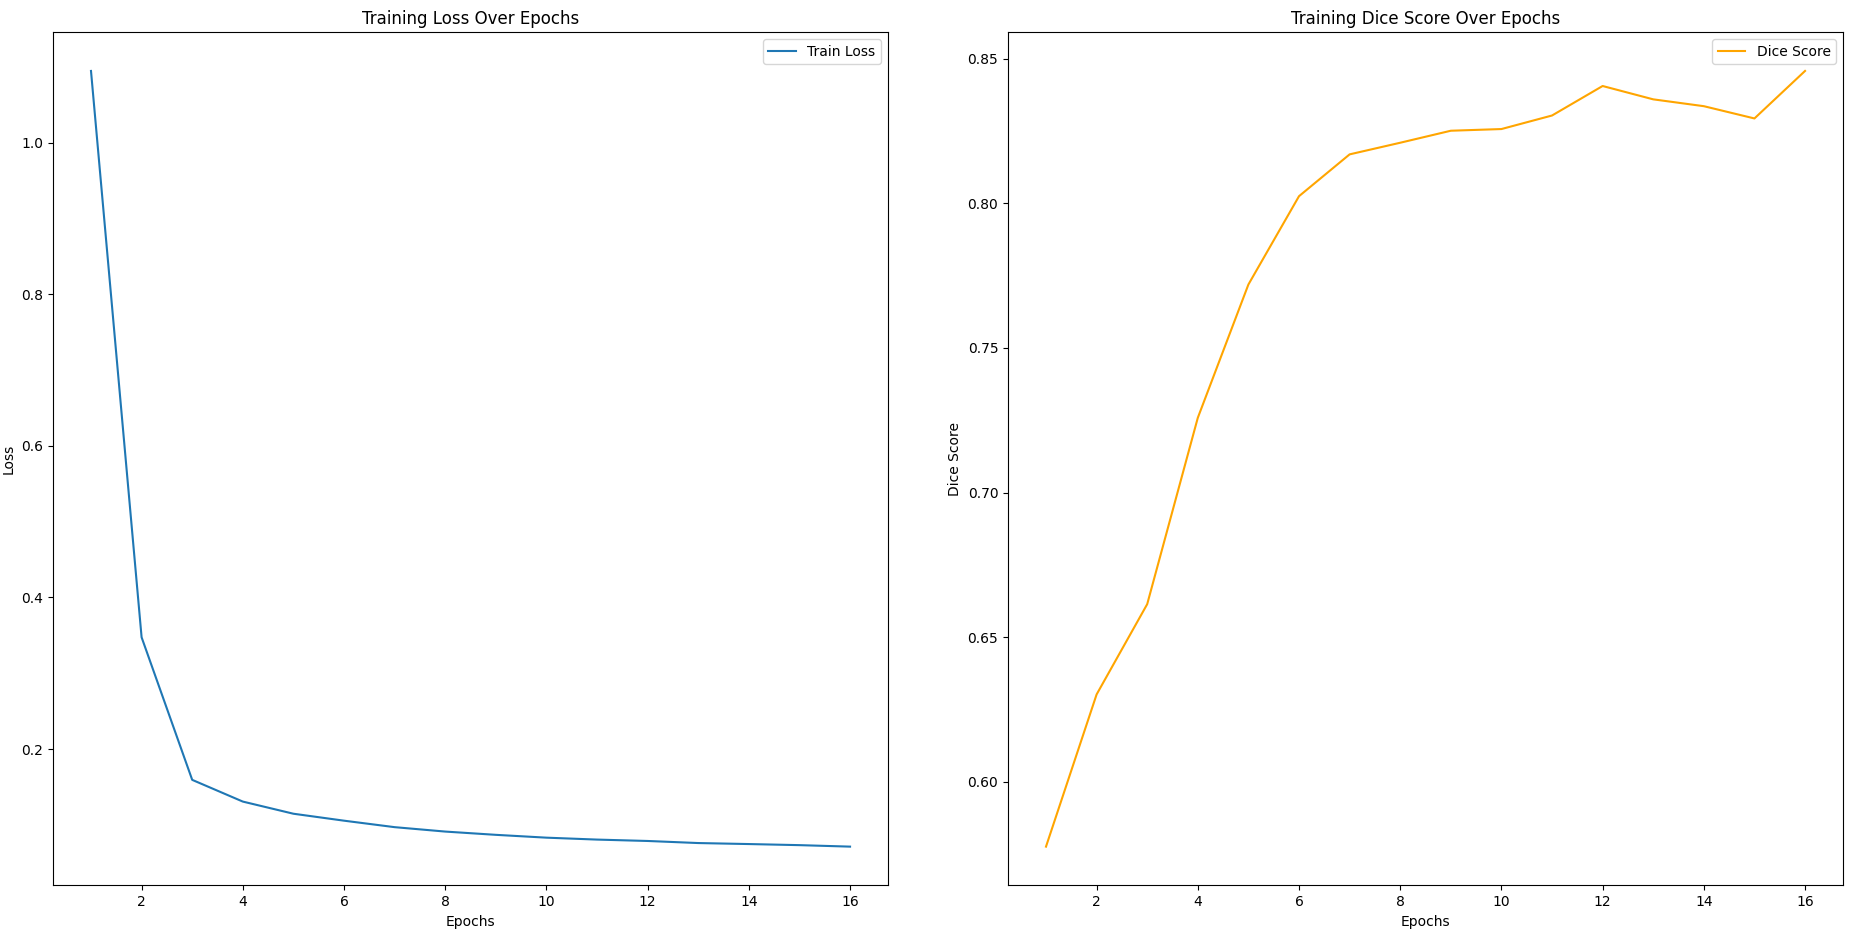 Training Loss Over Epochs
Train Loss
1.0
0.8
0.6
0.4
0.2
Loss
2 4 6 8 10 12 14 16
Epochs
Training Dice Score Over Epochs
Dice Score
0.85
0.80
0.75
0.70
0.65
0.60
Dice Score
2 4 6 8 10 12 14 16
Epochs